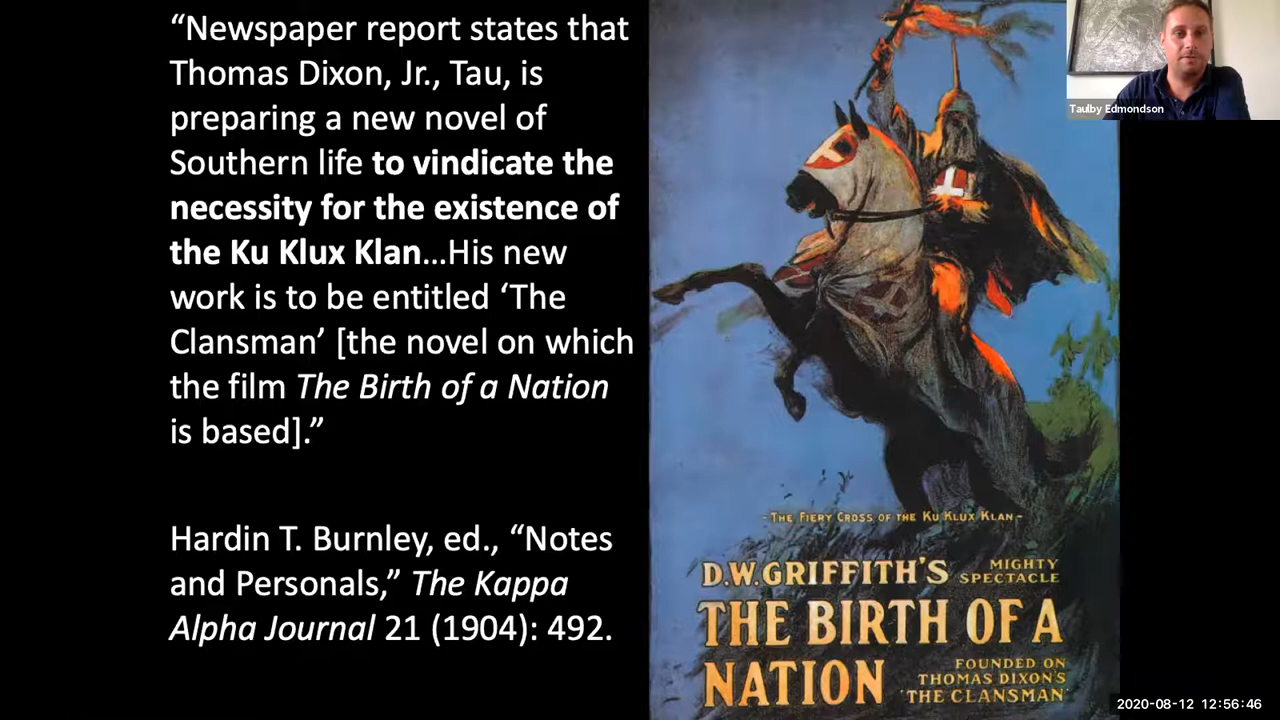 “Newspaper report states that
Thomas Dixon, Jr., Tau, is
preparing a new novel of
Southern life to vindicate the
necessity for the existence of
the Ku Klux Klan…His new
work is to be entitled ‘The
Clansman’ [the novel on which
the film The Birth of a Nation
is based].”
Hardin T. Burnley, ed., “Notes
and Personals,” The Kappa
Alpha Journal 21 (1904): 492.
-THE FIERY CROSS OF THE KU KLUX KLAN-
D.W. GRIFFITH'S
MIGHTY
SPECTACLE
THE BIRTH OF A
NATION
FOUNDED ON
THOMAS DIXON'S
'THE CLANSMAN'
Taulby Edmondson
2020-08-12 12:56:46